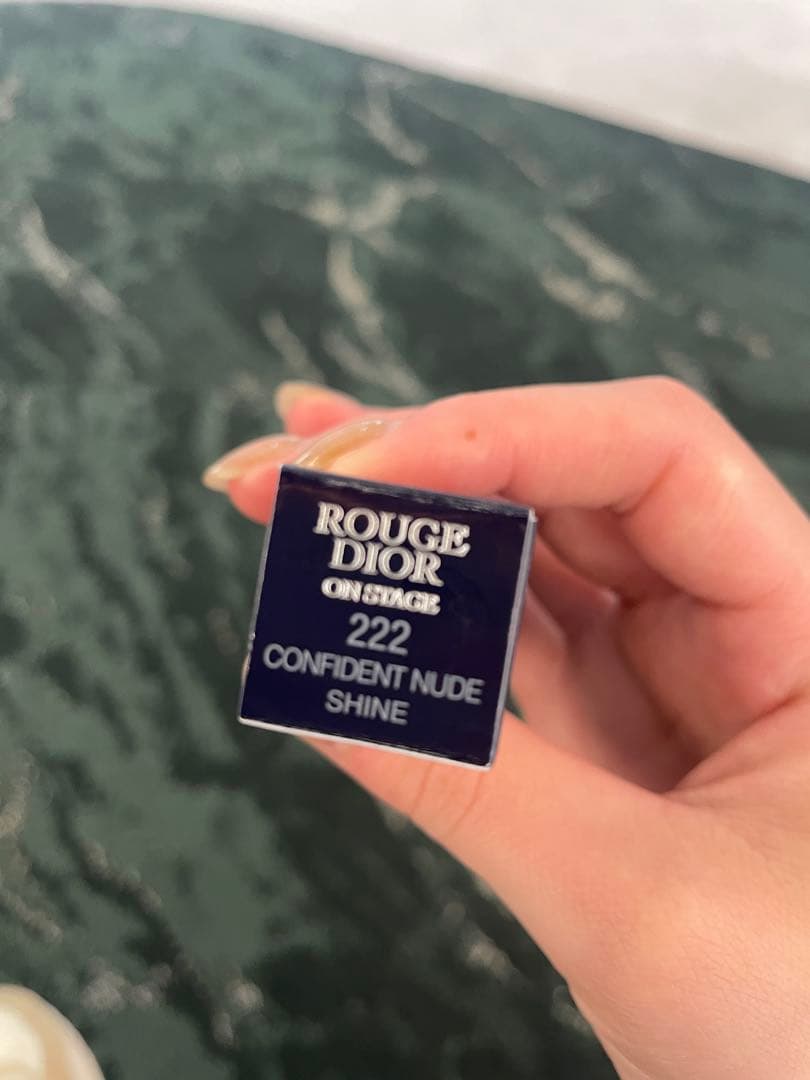 ROUGE
DIOR
ON STAGE
222
CONFIDENT NUDE
SHINE